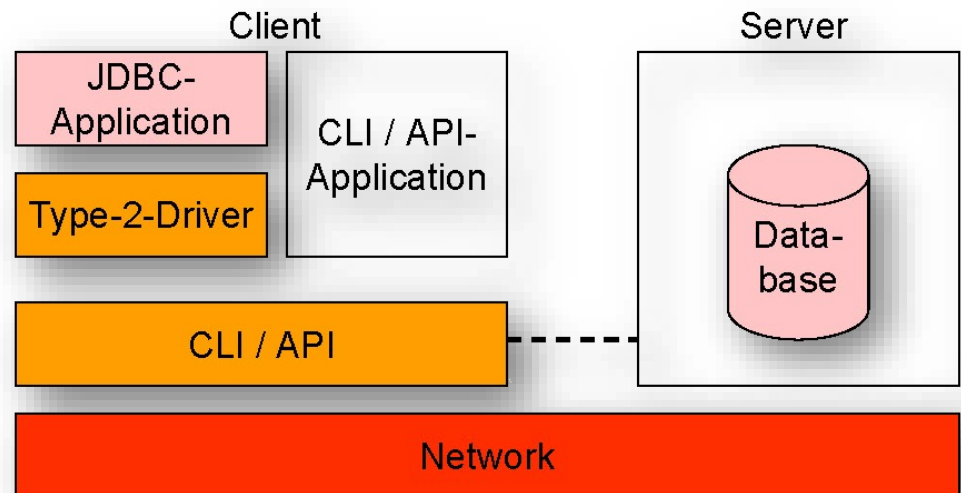 Client
Server
JDBC-
Application
CLI / API-
Application
Type-2-Driver
Data-
base
CLI / API
Network